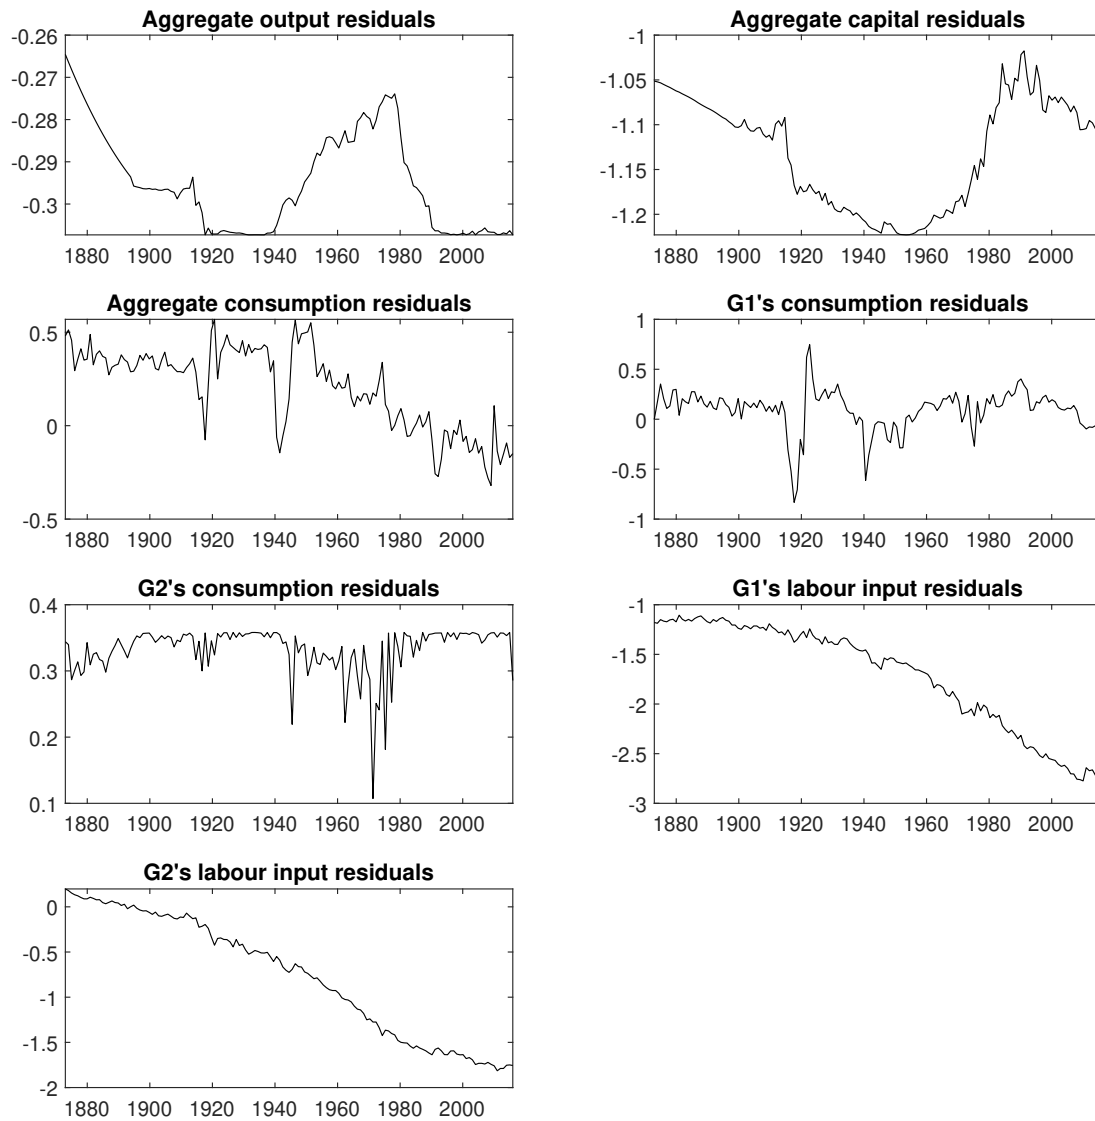 Aggregate output residuals
-0.26
-0.27
-0.28
-0.29
-0.3
1880 1900 1920 1940 1960 1980 2000
Aggregate capital residuals
-1
-1.05
-1.1
-1.15
-1.2
1880 1900 1920 1940 1960 1980 2000
Aggregate consumption residuals
0.5
0
-0.5
1880 1900 1920 1940 1960 1980 2000
G1's consumption residuals
1
0.5
0
-0.5
-1
1880 1900 1920 1940 1960 1980 2000
G2's consumption residuals
0.4
0.3
0.2
0.1
1880 1900 1920 1940 1960 1980 2000
G1's labour input residuals
-1
-1.5
-2
-2.5
-3
1880 1900 1920 1940 1960 1980 2000
G2's labour input residuals
0
-0.5
-1
-1.5
-2
1880 1900 1920 1940 1960 1980 2000